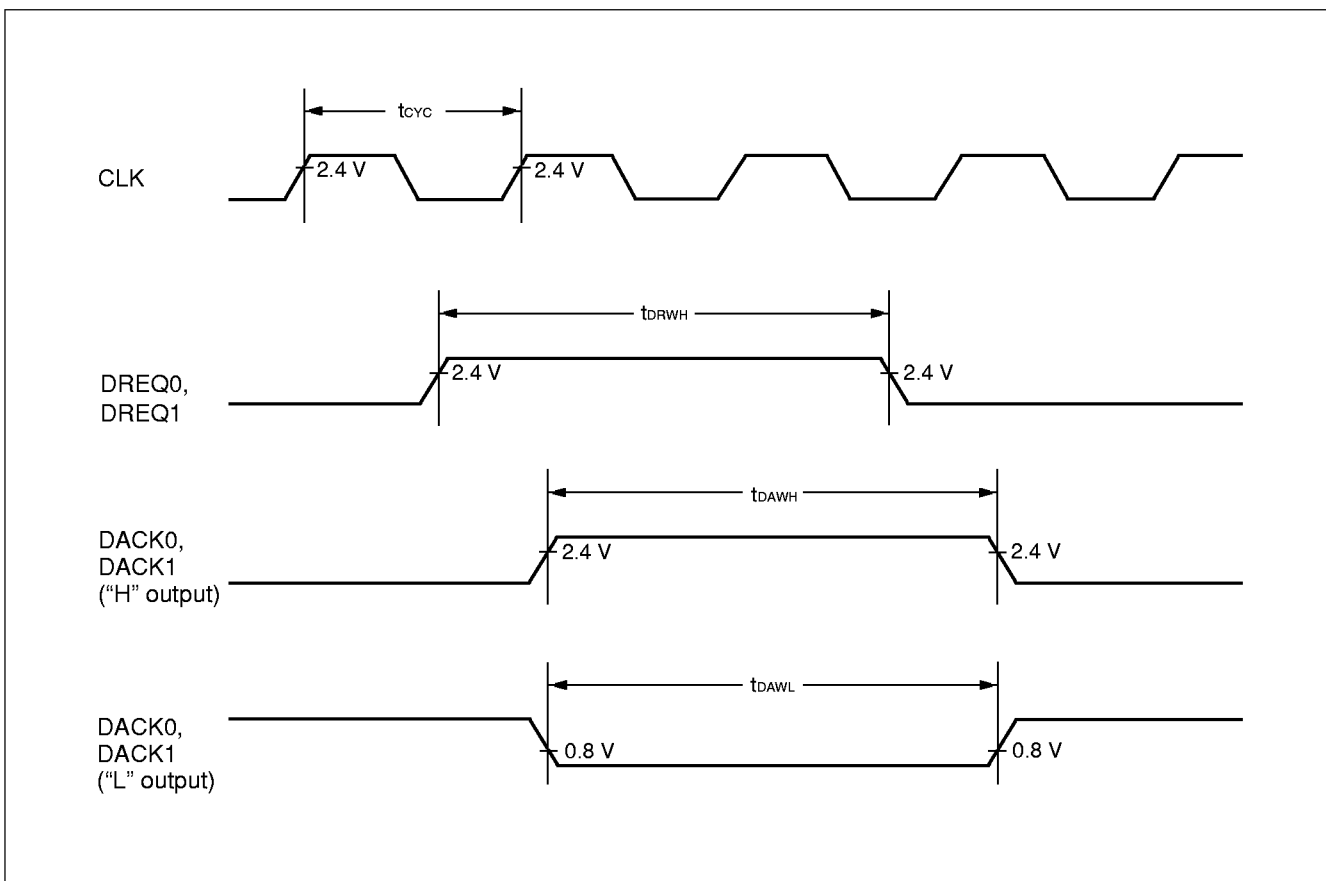 tCYC
CLK
2.4 V
2.4 V
tDRWH
DREQ0,
DREQ1
2.4 V
2.4 V
tDAWH
DACK0,
DACK1
(“H” output)
2.4 V
2.4 V
tDAWL
DACK0,
DACK1
(“L” output)
0.8 V
0.8 V